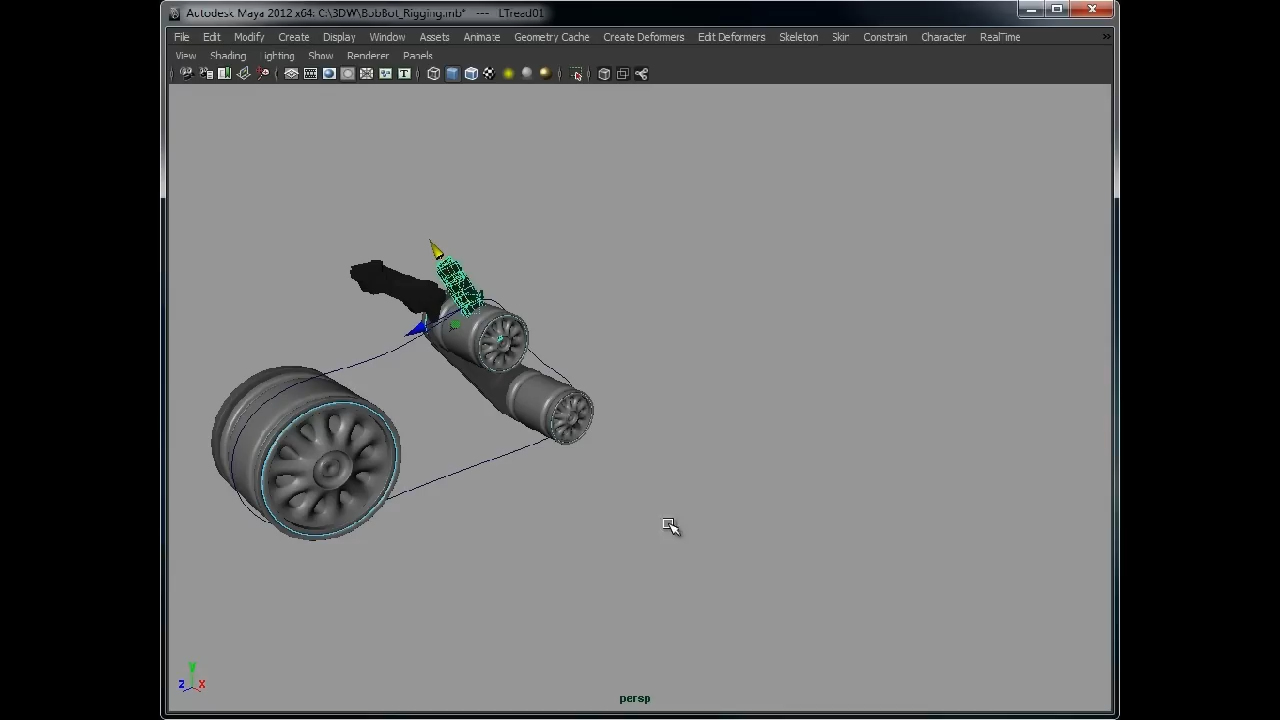 Autodesk Maya 2012 x64: C:\3DW\BobBot_Rigging.mb* --- LTread01
File Edit Modify Create Display Window Assets Animate Geometry Cache Create Deformers Edit Deformers Skeleton Skin Constrain Character RealTime »
View Shading Lighting Show Renderer Panels
T
Y
Z X
persp